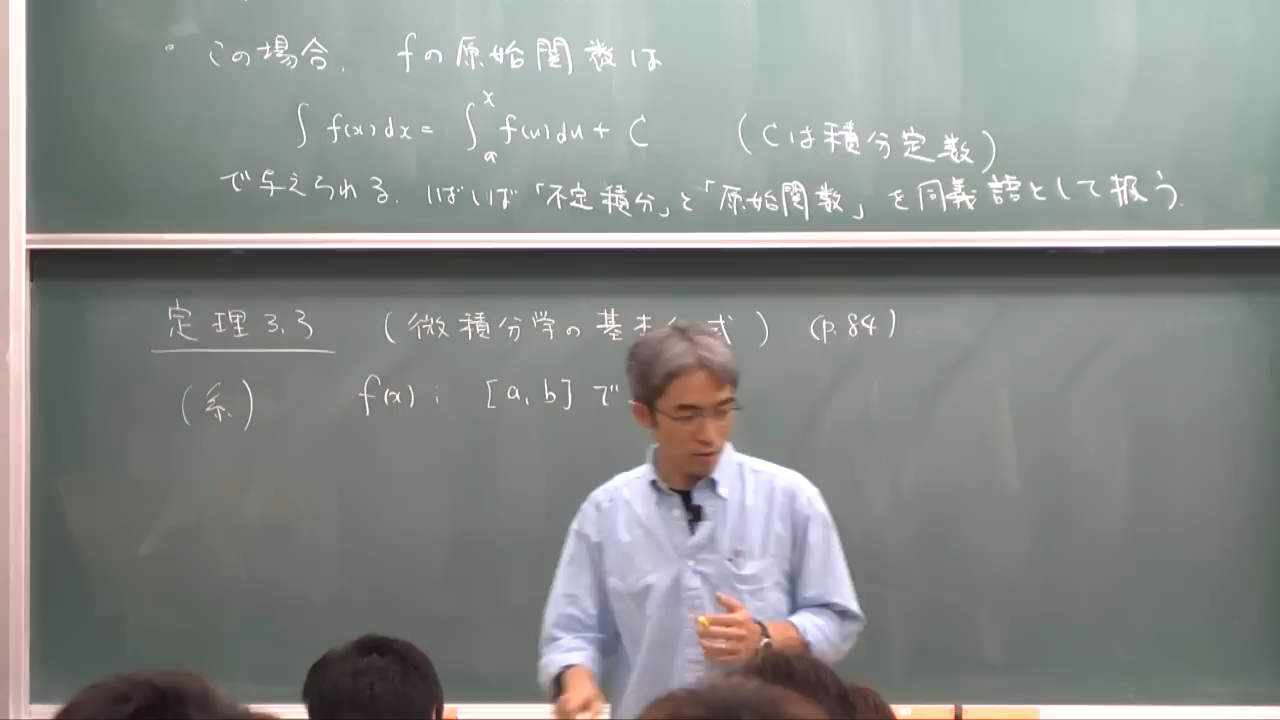 。この場合、 fの原始関数は
∫ f(x)dx = ∫_a^x f(u)du + C （Cは積分定数）
で与えられる. しばしば「不定積分」と「原始関数」を同義語として扱う.
定理3.3 （微積分学の基本公式） (p.84)
(系) f(x) ; [a, b] で